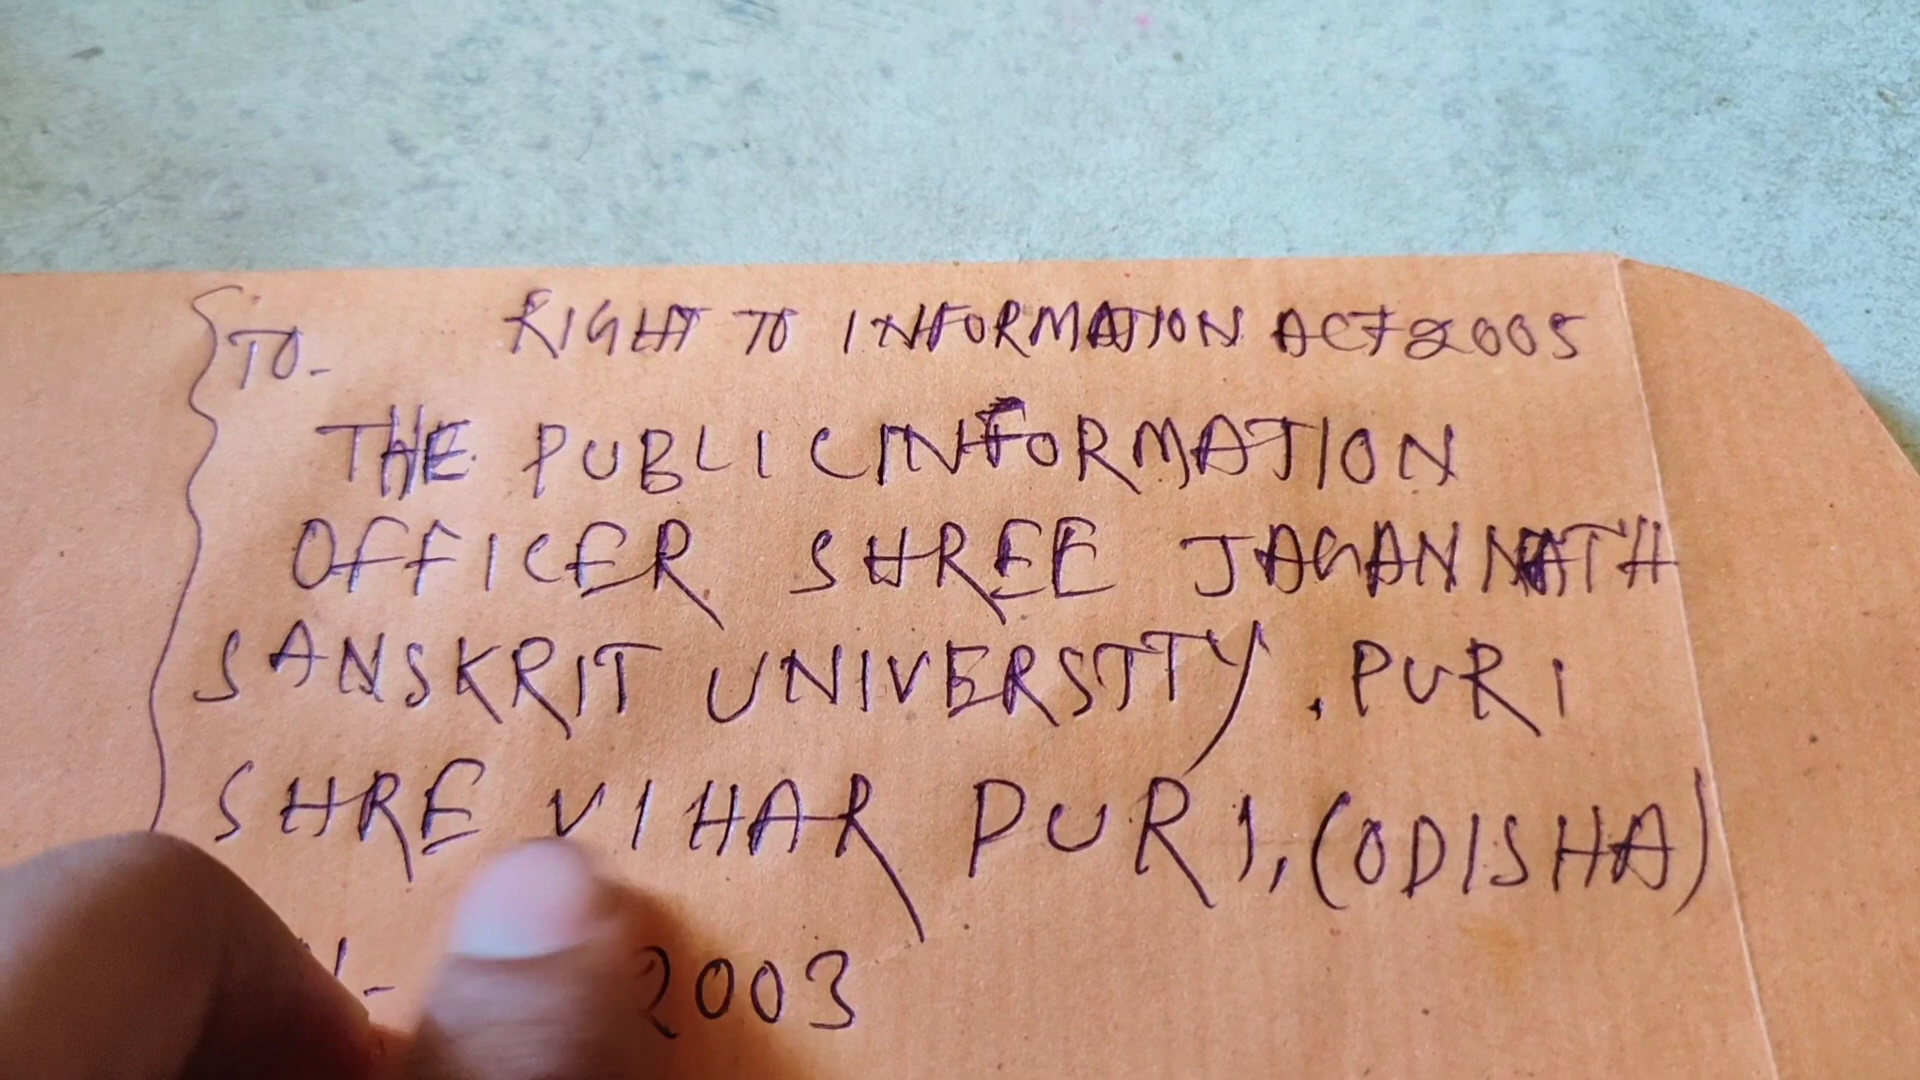 RIGHT TO INFORMATION ACT 2005
TO-
THE PUBLIC INFORMATION
OFFICER SHREE JAGANNATH
SANSKRIT UNIVERSTTY, PURI
SHRE VIHAR PURI, (ODISHA)
2003